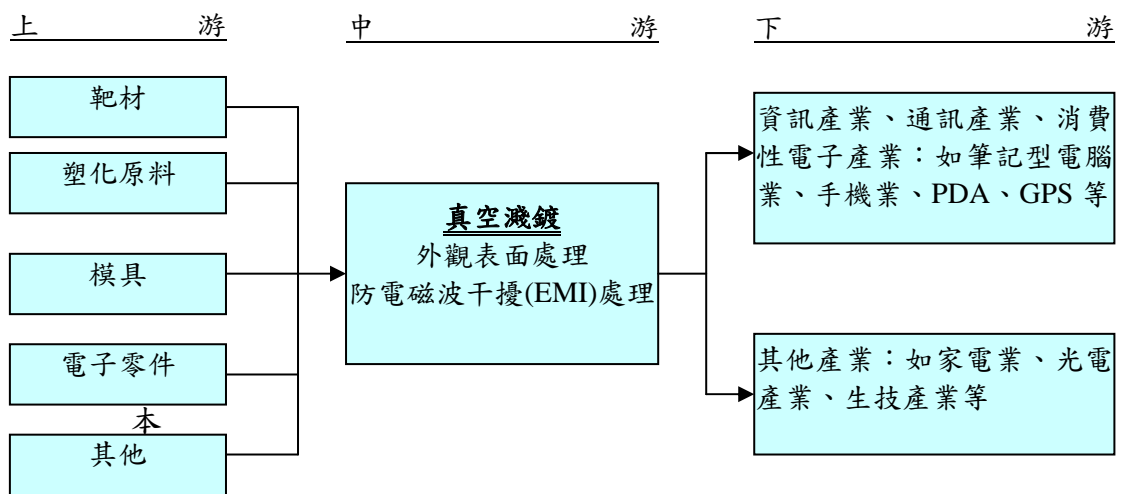 上游
中游
下游
靶材
塑化原料
模具
電子零件
本
其他
真空濺鍍
外觀表面處理
防電磁波干擾(EMI)處理
資訊產業、通訊產業、消費
性電子產業：如筆記型電腦
業、手機業、PDA、GPS 等
其他產業：如家電業、光電
產業、生技產業等